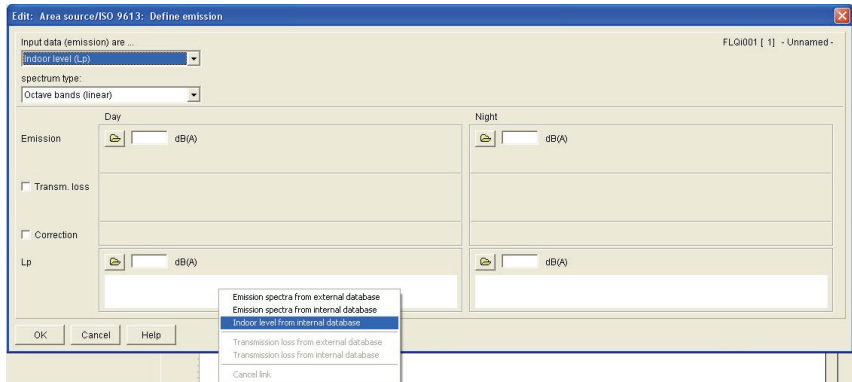 Edit: Area source/ISO 9613: Define emission
Input data (emission) are ...
FLQi001 [ 1] - Unnamed -
Indoor level (Lp)
spectrum type:
Octave bands (linear)
Day
Night
Emission
dB(A)
dB(A)
Transm. loss
Correction
Lp
dB(A)
dB(A)
Emission spectra from external database
Emission spectra from internal database
Indoor level from internal database
OK
Cancel
Help
Transmission loss from external database
Transmission loss from internal database
Cancel link